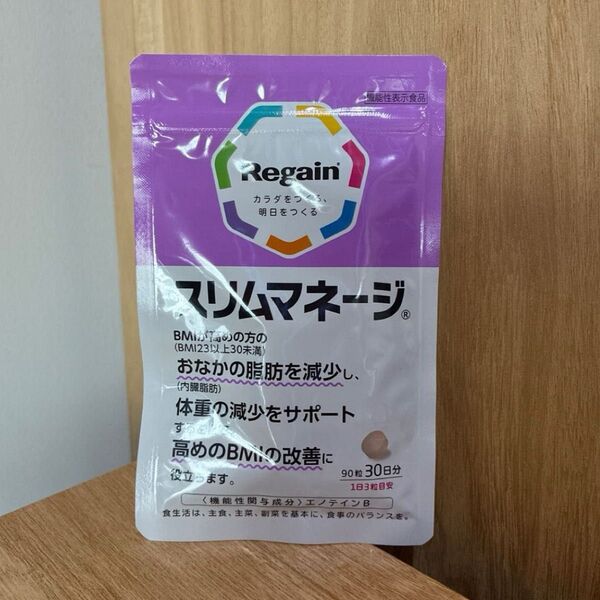 機能性表示食品
Regain
カラダをつくる、
明日をつくる
スリムマネージ®
BMIが高めの方の
(BMI23以上30未満)
おなかの脂肪を減少し、
(内臓脂肪)
体重の減少をサポート
高めのBMIの改善に
役立ちます。
90粒 30日分
1日3粒目安
〈機能性関与成分〉エノテインB
食生活は、主食、主菜、副菜を基本に、食事のバランスを。